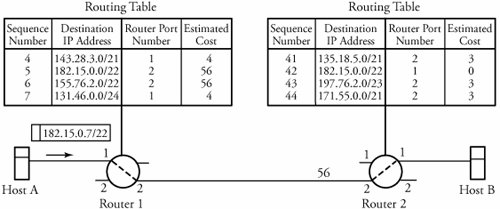 Routing Table
Sequence Number Destination IP Address Router Port Number Estimated Cost
4 143.28.3.0/21 1 4
5 182.15.0.0/22 2 56
6 155.76.2.0/22 2 56
7 131.46.0.0/24 1 4
Routing Table
Sequence Number Destination IP Address Router Port Number Estimated Cost
41 135.18.5.0/21 2 3
42 182.15.0.0/22 1 0
43 197.76.2.0/23 2 3
44 171.55.0.0/21 2 3
182.15.0.7/22
1
2
2
Host A
Router 1
56
1
1
2
2
Router 2
Host B